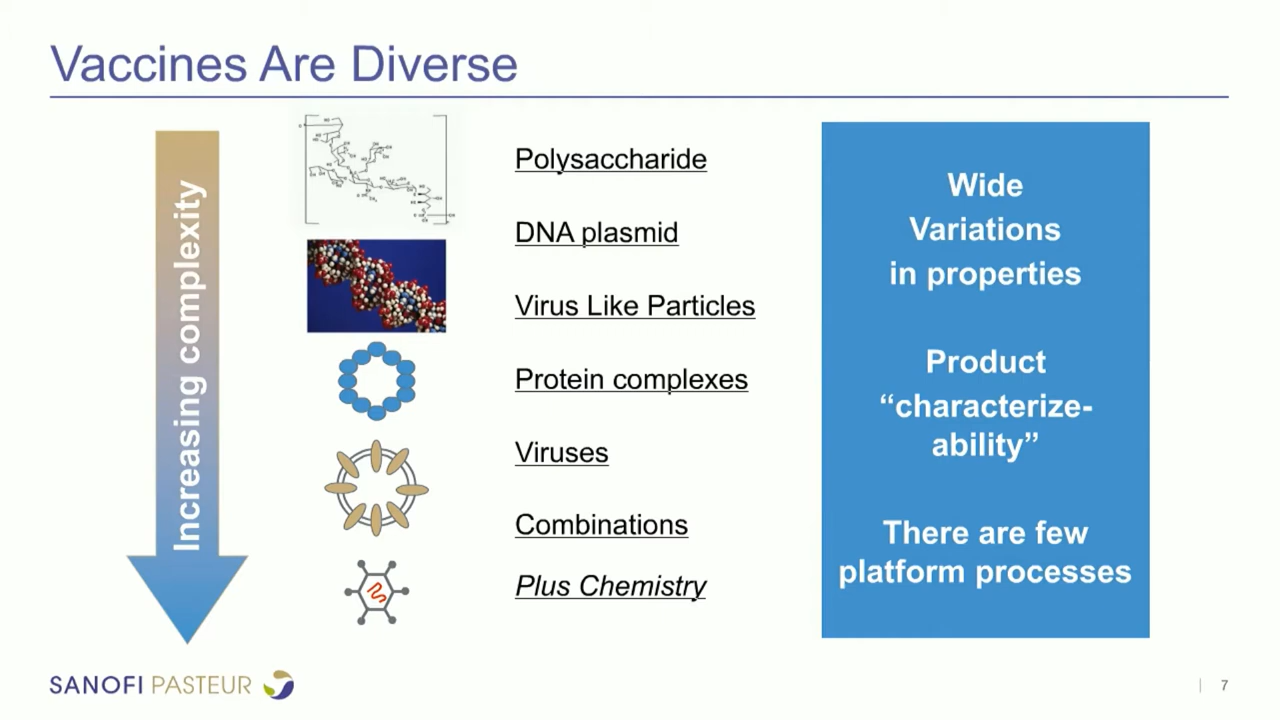 Vaccines Are Diverse
Increasing complexity
Polysaccharide
DNA plasmid
Virus Like Particles
Protein complexes
Viruses
Combinations
Plus Chemistry
Wide
Variations
in properties
Product
“characterize-
ability”
There are few
platform processes
SANOFI PASTEUR
| 7